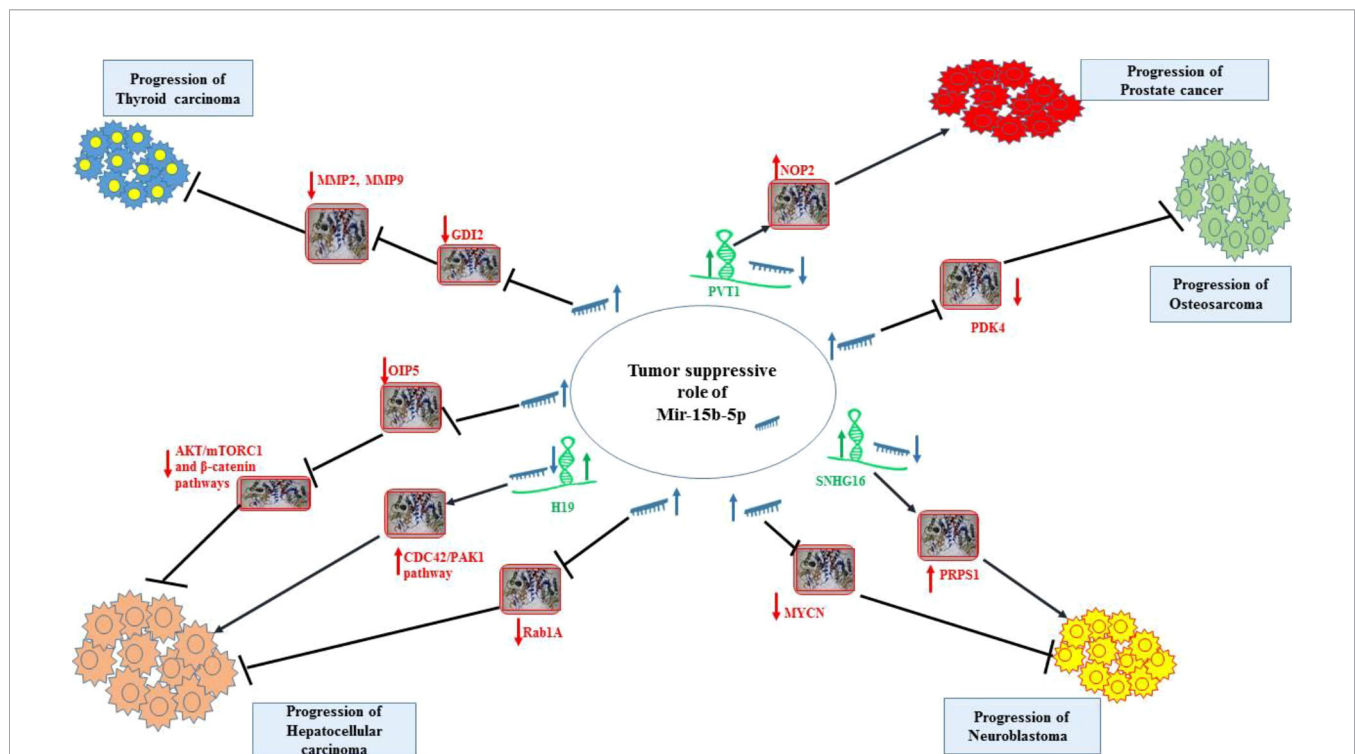 Progression of
Thyroid carcinoma
Progression of
Prostate cancer
MMP2, MMP9
NOP2
GDI2
PVT1
Progression of
Osteosarcoma
PDK4
Tumor suppressive
role of
Mir-15b-5p
OIP5
AKT/mTORC1
and β-catenin
pathways
H19
SNHG16
CDC42/PAK1
pathway
PRPS1
MYCN
Rab1A
Progression of
Hepatocellular
carcinoma
Progression of
Neuroblastoma